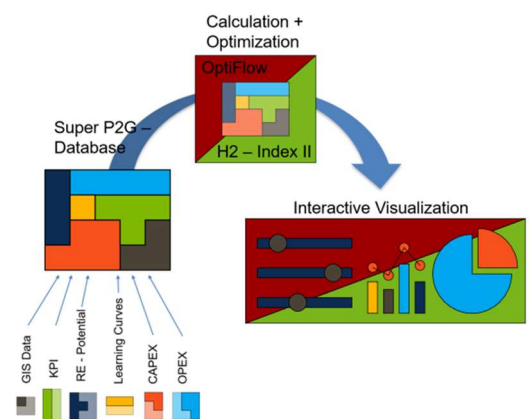 Calculation +
Optimization
OptiFlow
H2 – Index II
Super P2G –
Database
Interactive Visualization
GIS Data
KPI
RE - Potential
Learning Curves
CAPEX
OPEX